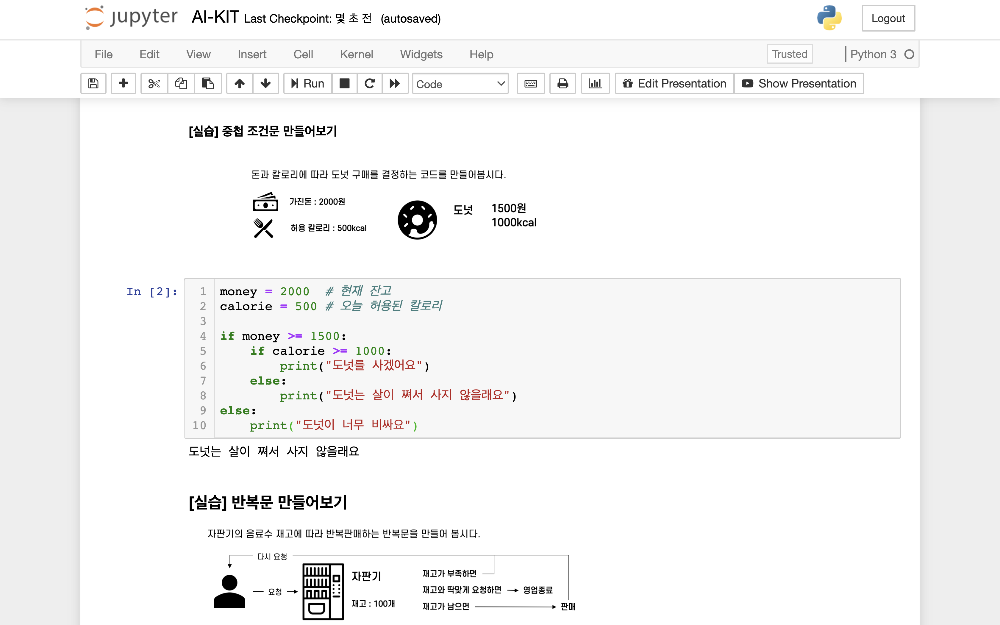 jupyter AI-KIT Last Checkpoint: 몇 초 전 (autosaved) Logout
File Edit View Insert Cell Kernel Widgets Help Trusted Python 3
Run Code Edit Presentation Show Presentation
[실습] 중첩 조건문 만들어보기
돈과 칼로리에 따라 도넛 구매를 결정하는 코드를 만들어봅시다.
가진돈 : 2000원
허용 칼로리 : 500kcal
도넛 1500원
1000kcal
In [2]:
1 money = 2000  # 현재 잔고
2 calorie = 500 # 오늘 허용된 칼로리
3
4 if money >= 1500:
5     if calorie >= 1000:
6         print("도넛를 사겠어요")
7     else:
8         print("도넛는 살이 쪄서 사지 않을래요")
9 else:
10     print("도넛이 너무 비싸요")
도넛는 살이 쪄서 사지 않을래요
[실습] 반복문 만들어보기
자판기의 음료수 재고에 따라 반복판매하는 반복문을 만들어 봅시다.
다시 요청
요청
자판기
재고 : 100개
재고가 부족하면
재고와 딱맞게 요청하면 영업종료
재고가 남으면 판매